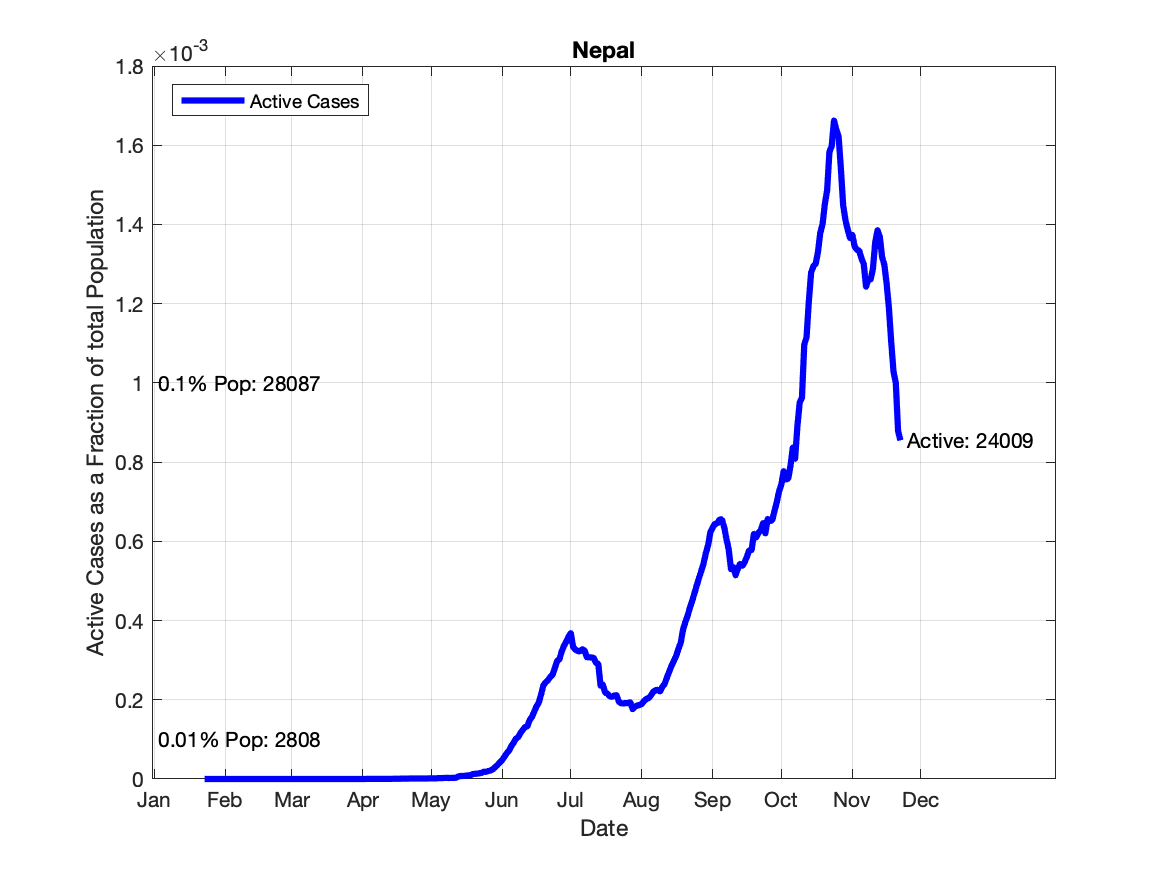 Nepal
×10-3
1.8
1.6
1.4
1.2
1
0.8
0.6
0.4
0.2
0
Active Cases as a Fraction of total Population
Active Cases
0.1% Pop: 28087
Active: 24009
0.01% Pop: 2808
Jan Feb Mar Apr May Jun Jul Aug Sep Oct Nov Dec
Date